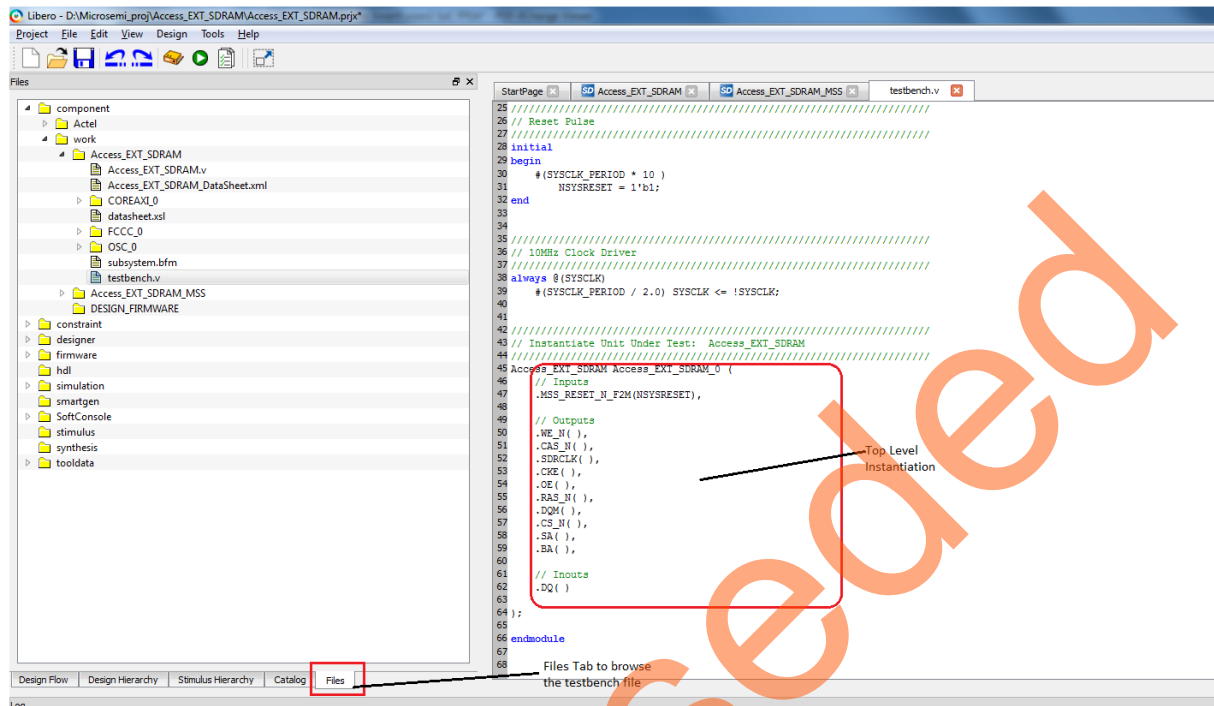 Libero - D:\Microsemi_proj\Access_EXT_SDRAM\Access_EXT_SDRAM.prjx*
Project File Edit View Design Tools Help
Files
component
Actel
work
Access_EXT_SDRAM
Access_EXT_SDRAM.v
Access_EXT_SDRAM_DataSheet.xml
COREAXI_0
datasheet.xsl
FCCC_0
OSC_0
subsystem.bfm
testbench.v
Access_EXT_SDRAM_MSS
DESIGN_FIRMWARE
constraint
designer
firmware
hdl
simulation
smartgen
SoftConsole
stimulus
synthesis
tooldata
Design Flow Design Hierarchy Stimulus Hierarchy Catalog Files
StartPage SD Access_EXT_SDRAM SD Access_EXT_SDRAM_MSS testbench.v
25 //////////////////////////////////////////////////////////////////////
26 // Reset Pulse
27 //////////////////////////////////////////////////////////////////////
28 initial
29 begin
30 #(SYSCLK_PERIOD * 10 )
31 NSYSRESET = 1'b1;
32 end
33
34
35 //////////////////////////////////////////////////////////////////////
36 // 10MHz Clock Driver
37 //////////////////////////////////////////////////////////////////////
38 always @(SYSCLK)
39 #(SYSCLK_PERIOD / 2.0) SYSCLK <= !SYSCLK;
40
41
42 //////////////////////////////////////////////////////////////////////
43 // Instantiate Unit Under Test: Access_EXT_SDRAM
44 //////////////////////////////////////////////////////////////////////
45 Access_EXT_SDRAM Access_EXT_SDRAM_0 (
46 // Inputs
47 .MSS_RESET_N_F2M(NSYSRESET),
48
49 // Outputs
50 .WE_N( ),
51 .CAS_N( ),
52 .SDRCLK( ),
53 .CKE( ),
54 .OE( ),
55 .RAS_N( ),
56 .DQM( ),
57 .CS_N( ),
58 .SA( ),
59 .BA( ),
60
61 // Inouts
62 .DQ( )
63
64 );
65
66 endmodule
67
68
Top Level
Instantiation
Files Tab to browse
the testbench file
seded